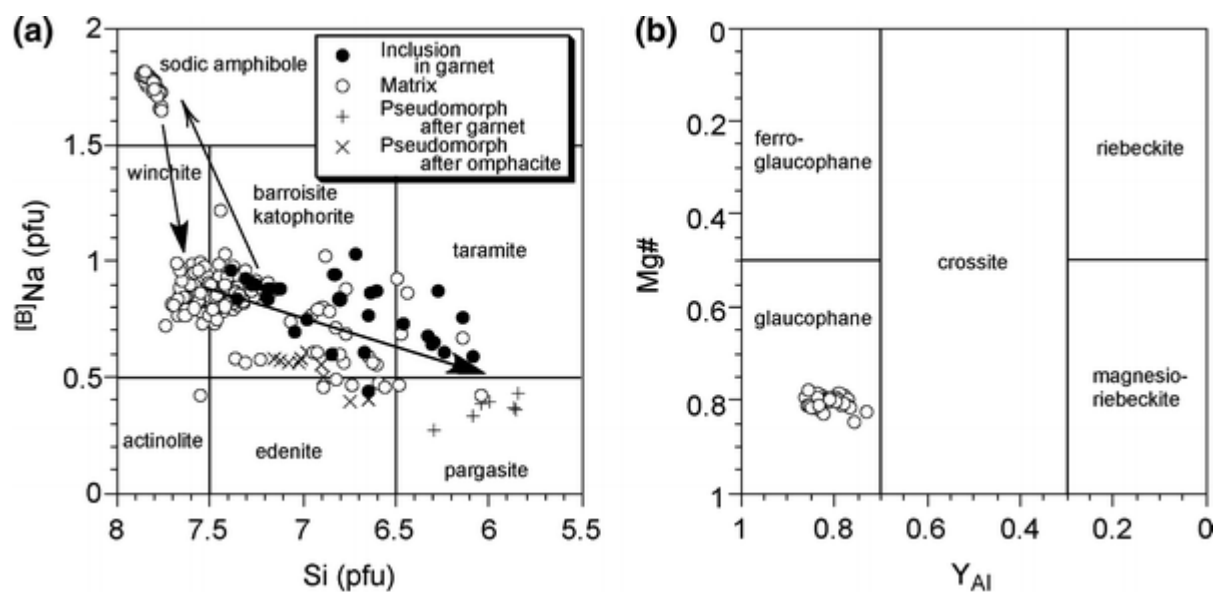 (a)
2
1.5
1
0.5
0
[B]Na (pfu)
sodic amphibole
Inclusion
in garnet
Matrix
Pseudomorph
after garnet
Pseudomorph
after omphacite
winchite
barroisite
katophorite
taramite
actinolite
edenite
pargasite
8
7.5
7
6.5
6
5.5
Si (pfu)
(b)
0
0.2
0.4
0.6
0.8
1
Mg#
ferro-
glaucophane
riebeckite
crossite
glaucophane
magnesio-
riebeckite
1
0.8
0.6
0.4
0.2
0
YAl